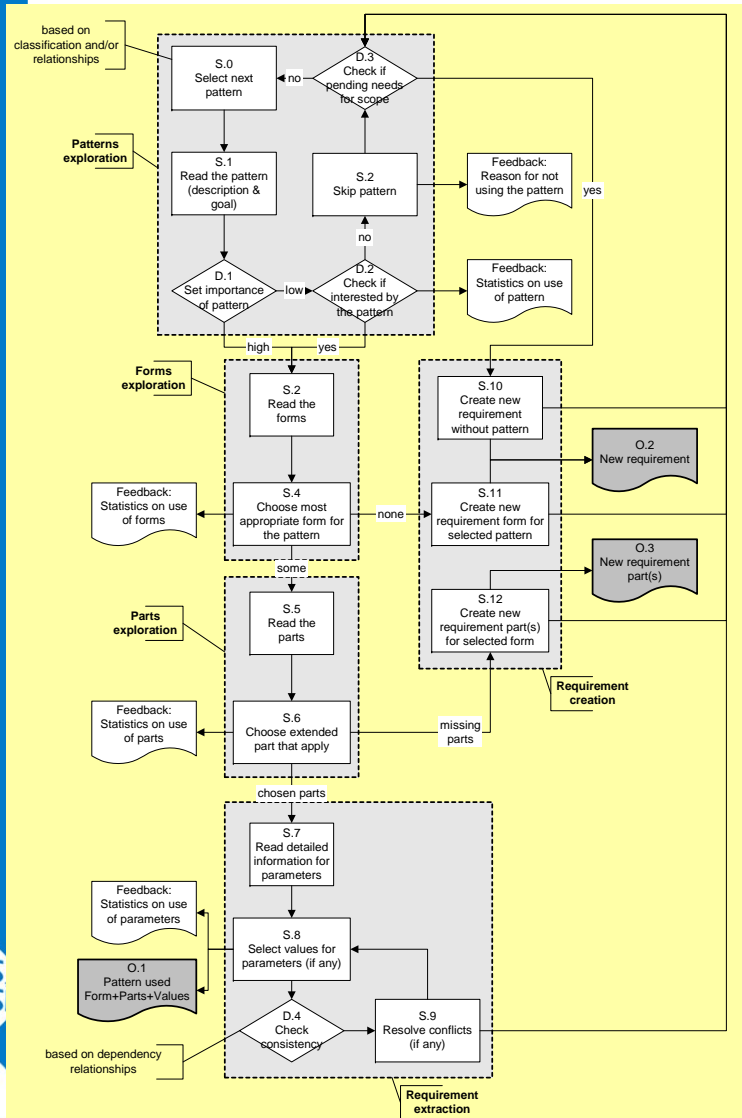 based on
classification and/or
relationships
S.0
Select next
pattern
no
D.3
Check if
pending needs
for scope
Patterns
exploration
S.1
Read the pattern
(description &
goal)
S.2
Skip pattern
Feedback:
Reason for not
using the pattern
yes
no
D.1
Set importance
of pattern
low
D.2
Check if
interested by
the pattern
Feedback:
Statistics on use
of pattern
high
yes
Forms
exploration
S.2
Read the
forms
S.10
Create new
requirement
without pattern
O.2
New requirement
Feedback:
Statistics on use
of forms
S.4
Choose most
appropriate form for
the pattern
none
S.11
Create new
requirement form for
selected pattern
some
O.3
New requirement
part(s)
Parts
exploration
S.5
Read the
parts
S.12
Create new
requirement part(s)
for selected form
Requirement
creation
Feedback:
Statistics on use
of parts
S.6
Choose extended
part that apply
missing
parts
chosen parts
S.7
Read detailed
information for
parameters
Feedback:
Statistics on use
of parameters
S.8
Select values for
parameters (if any)
O.1
Pattern used
Form+Parts+Values
D.4
Check
consistency
S.9
Resolve conflicts
(if any)
based on dependency
relationships
Requirement
extraction